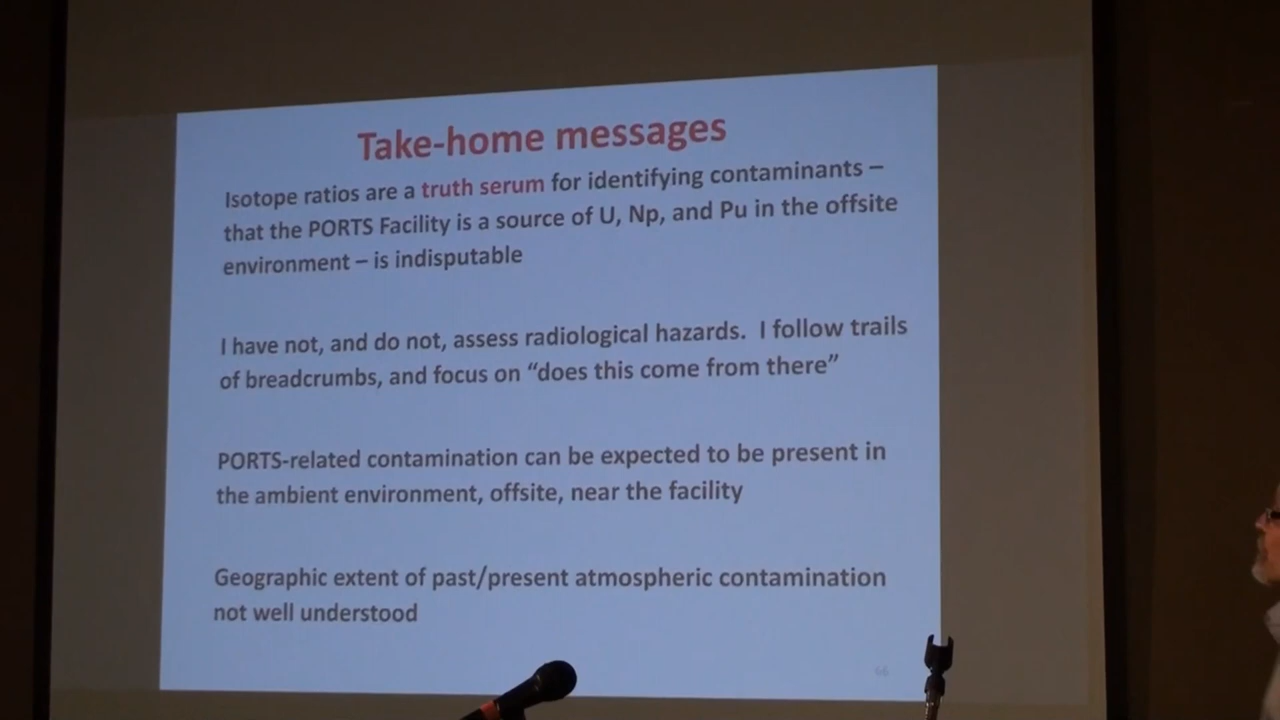 Take-home messages
Isotope ratios are a truth serum for identifying contaminants –
that the PORTS Facility is a source of U, Np, and Pu in the offsite
environment – is indisputable
I have not, and do not, assess radiological hazards.  I follow trails
of breadcrumbs, and focus on “does this come from there”
PORTS-related contamination can be expected to be present in
the ambient environment, offsite, near the facility
Geographic extent of past/present atmospheric contamination
not well understood